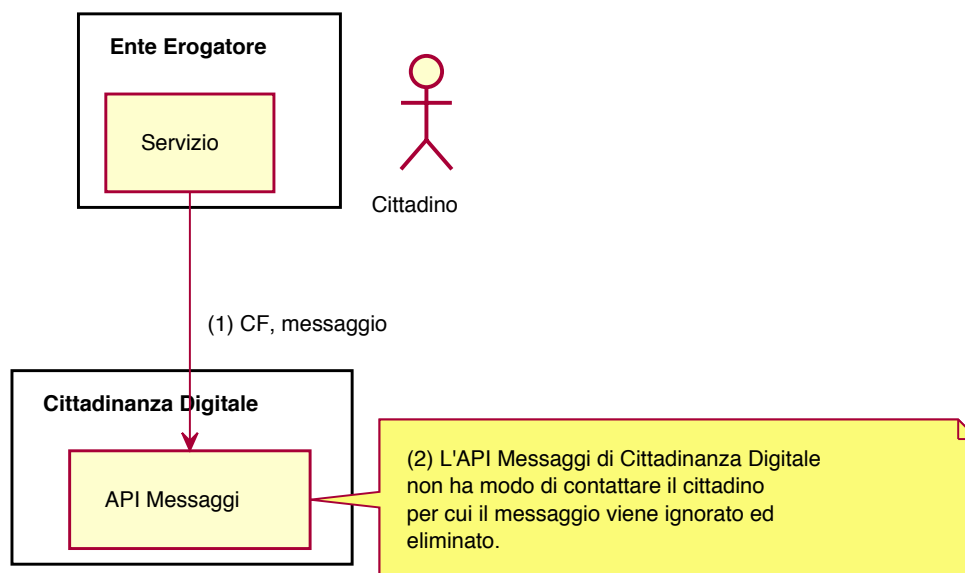 Ente Erogatore
Servizio
Cittadino
(1) CF, messaggio
Cittadinanza Digitale
API Messaggi
(2) L'API Messaggi di Cittadinanza Digitale
non ha modo di contattare il cittadino
per cui il messaggio viene ignorato ed
eliminato.